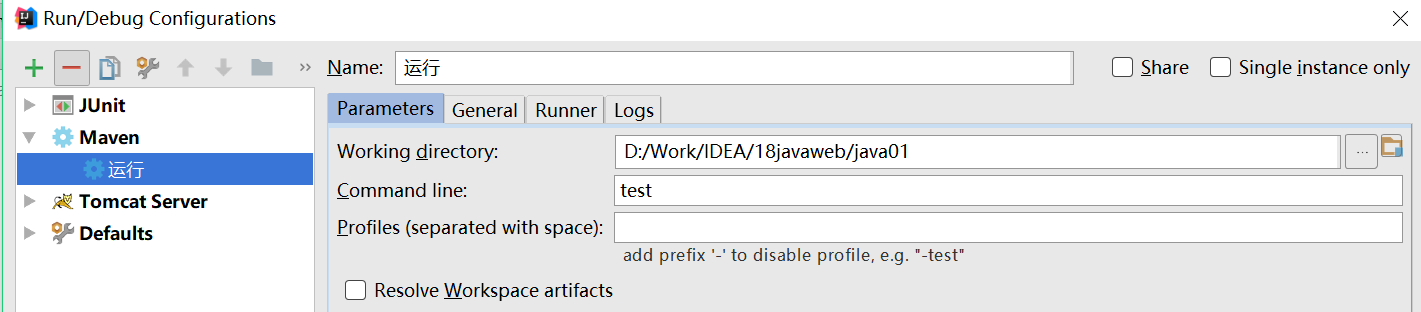 Run/Debug Configurations
Name: 运行
Share
Single instance only
JUnit
Maven
运行
Tomcat Server
Defaults
Parameters General Runner Logs
Working directory: D:/Work/IDEA/18javaweb/java01 ...
Command line: test
Profiles (separated with space):
add prefix '-' to disable profile, e.g. "-test"
Resolve Workspace artifacts